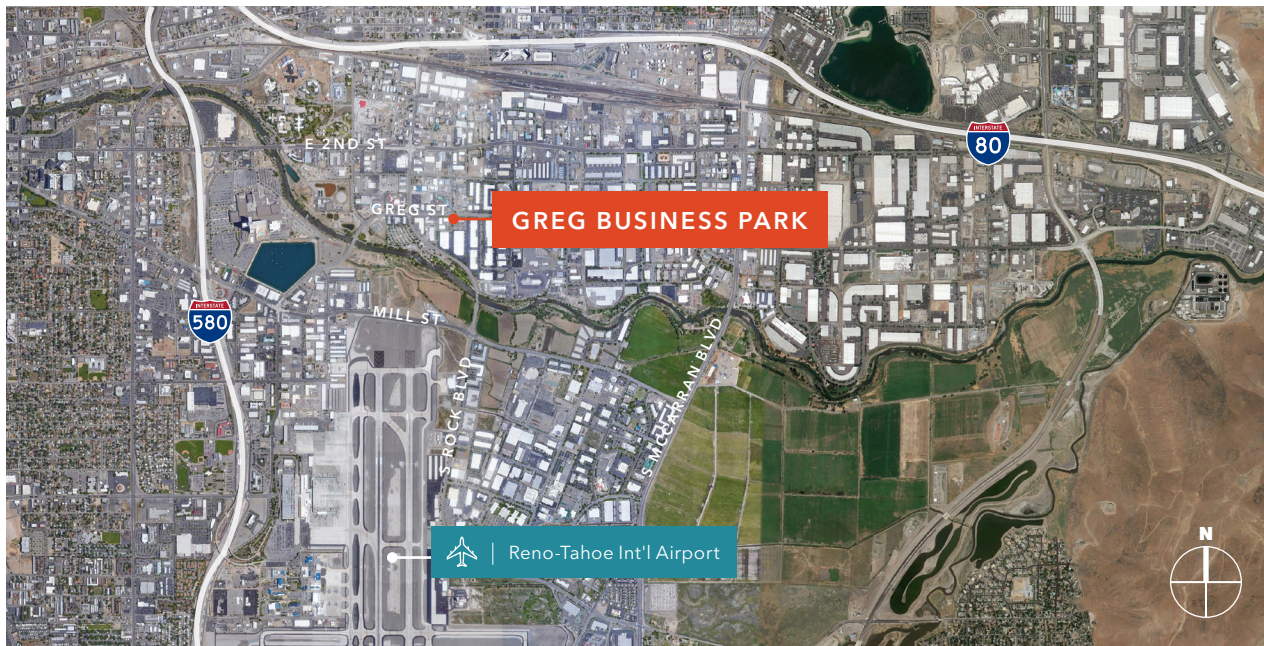 E 2ND ST
INTERSTATE
80
GREG ST
GREG BUSINESS PARK
INTERSTATE
580
MILL ST
S ROCK BLVD
S MCCARRAN BLVD
| Reno-Tahoe Int'l Airport
N